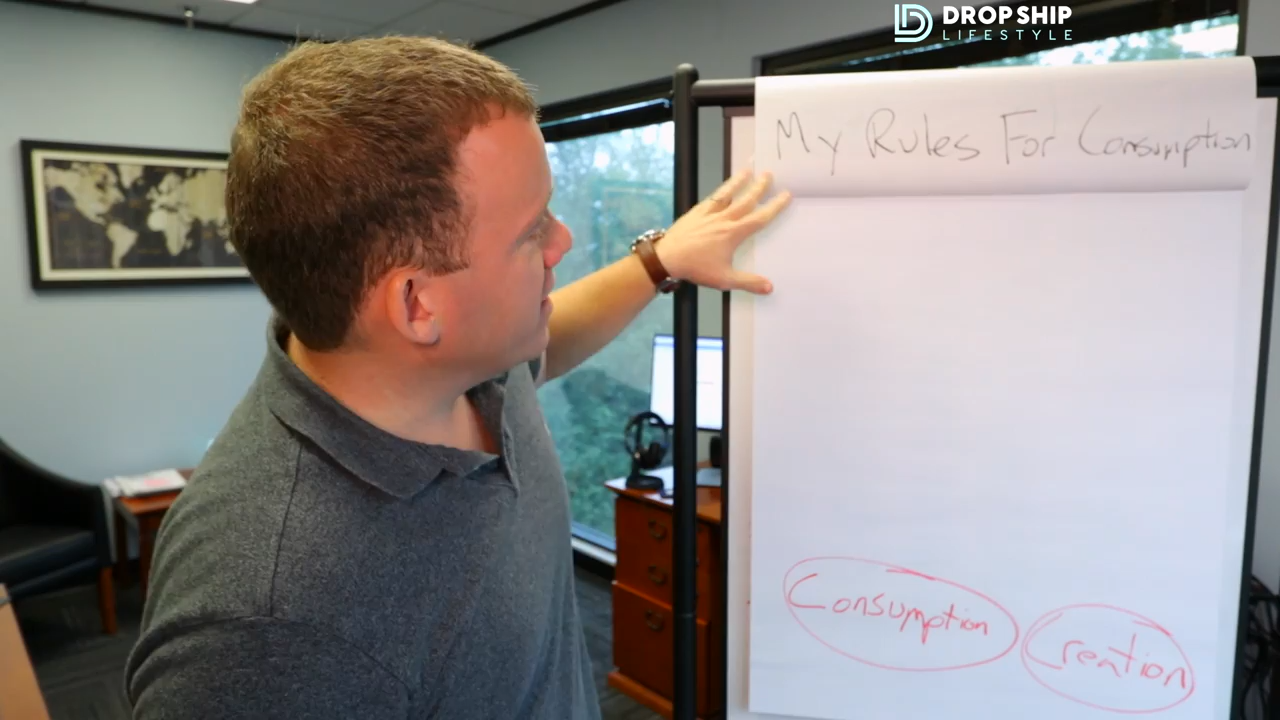 DROP SHIP
LIFESTYLE
My Rules For Consumption
Consumption
Creation